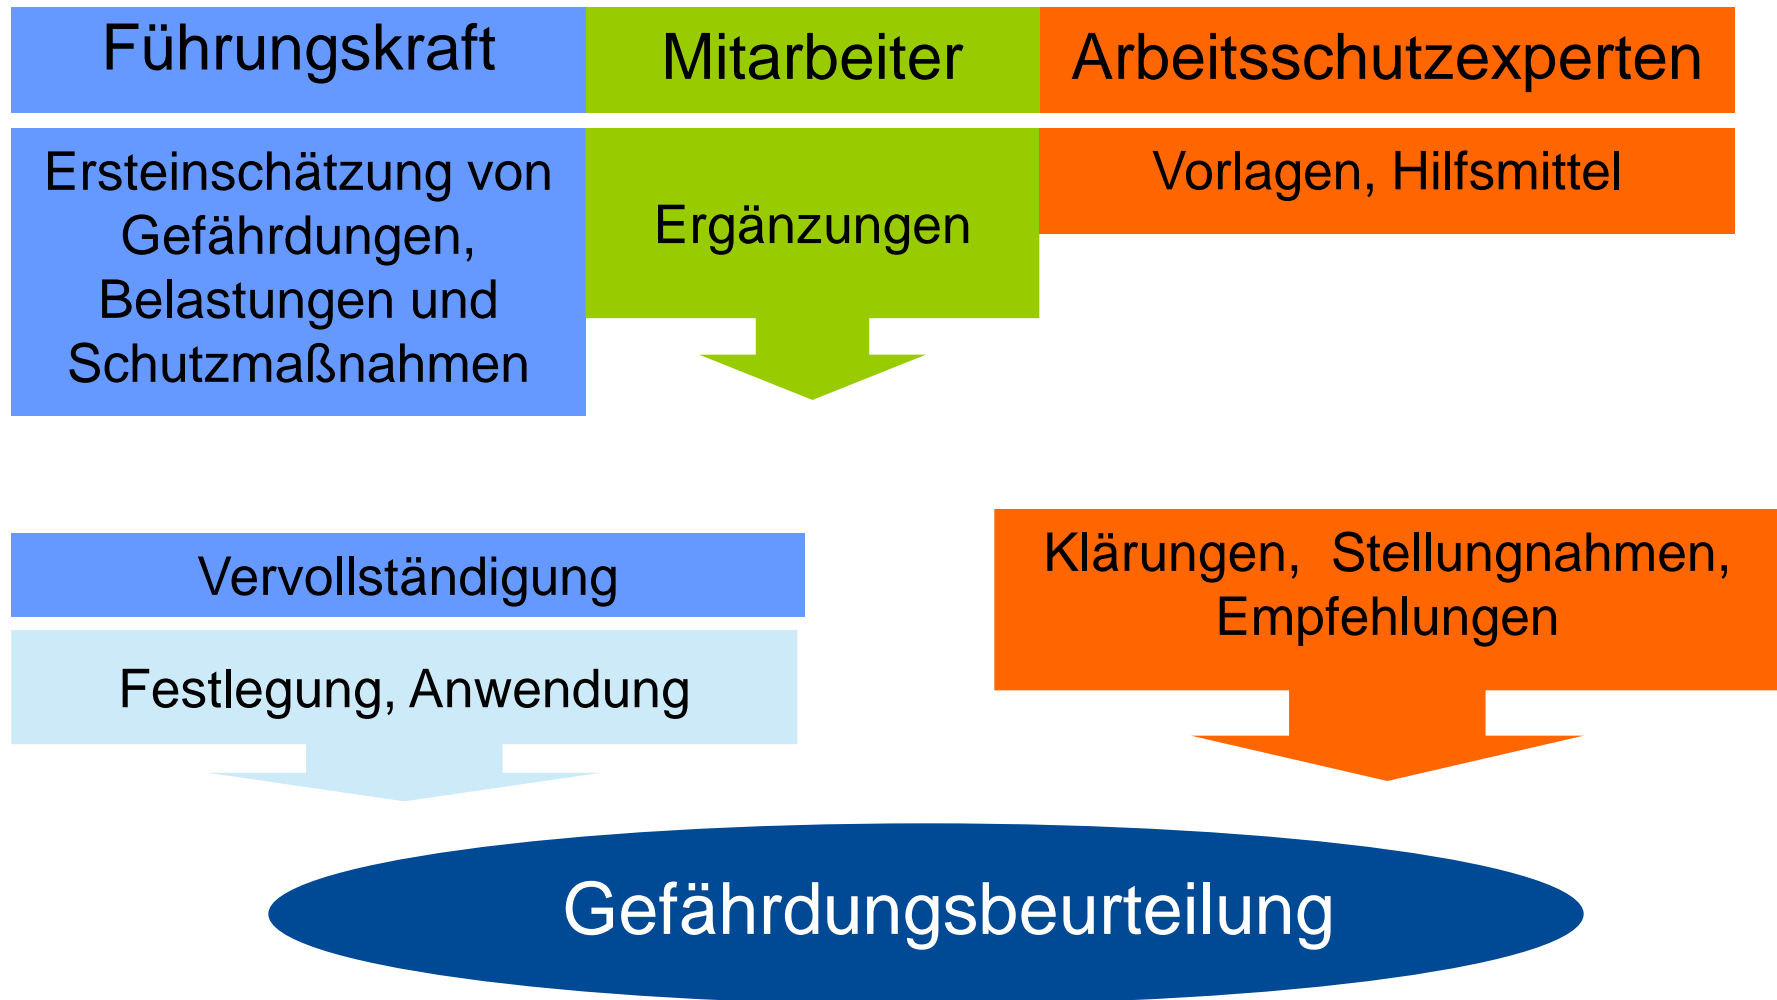 Führungskraft
Mitarbeiter
Arbeitsschutzexperten
Ersteinschätzung von
Gefährdungen,
Belastungen und
Schutzmaßnahmen
Ergänzungen
Vorlagen, Hilfsmittel
Vervollständigung
Festlegung, Anwendung
Klärungen, Stellungnahmen,
Empfehlungen
Gefährdungsbeurteilung